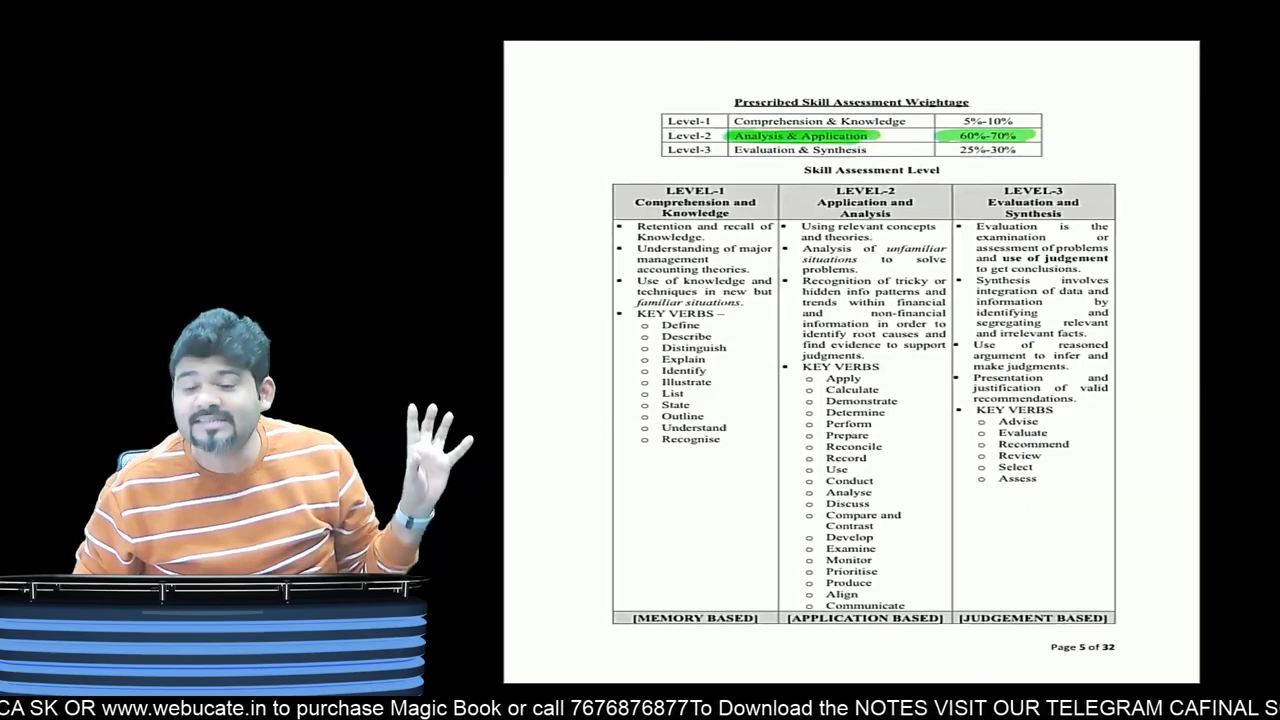 Prescribed Skill Assessment Weightage
Level-1 Comprehension & Knowledge 5%-10%
Level-2 Analysis & Application 60%-70%
Level-3 Evaluation & Synthesis 25%-30%
Skill Assessment Level
LEVEL-1
Comprehension and
Knowledge
▪ Retention and recall of
Knowledge.
▪ Understanding of major
management
accounting theories.
▪ Use of knowledge and
techniques in new but
familiar situations.
▪ KEY VERBS –
o Define
o Describe
o Distinguish
o Explain
o Identify
o Illustrate
o List
o State
o Outline
o Understand
o Recognise
[MEMORY BASED]
LEVEL-2
Application and
Analysis
▪ Using relevant concepts
and theories.
▪ Analysis of unfamiliar
situations to solve
problems.
▪ Recognition of tricky or
hidden info patterns and
trends within financial
and non-financial
information in order to
identify root causes and
find evidence to support
judgments.
▪ KEY VERBS
o Apply
o Calculate
o Demonstrate
o Determine
o Perform
o Prepare
o Reconcile
o Record
o Use
o Conduct
o Analyse
o Discuss
o Compare and
Contrast
o Develop
o Examine
o Monitor
o Prioritise
o Produce
o Align
o Communicate
[APPLICATION BASED]
LEVEL-3
Evaluation and
Synthesis
▪ Evaluation is the
examination or
assessment of problems
and use of judgement
to get conclusions.
▪ Synthesis involves
integration of data and
information by
identifying and
segregating relevant
and irrelevant facts.
▪ Use of reasoned
argument to infer and
make judgments.
▪ Presentation and
justification of valid
recommendations.
▪ KEY VERBS
o Advise
o Evaluate
o Recommend
o Review
o Select
o Assess
[JUDGEMENT BASED]
Page 5 of 32
CA SK OR www.webucate.in to purchase Magic Book or call 7676876877To Download the NOTES VISIT OUR TELEGRAM CAFINAL S